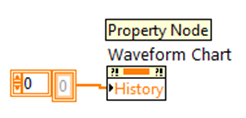 Property Node
Waveform Chart
?! ?!
0 0 History